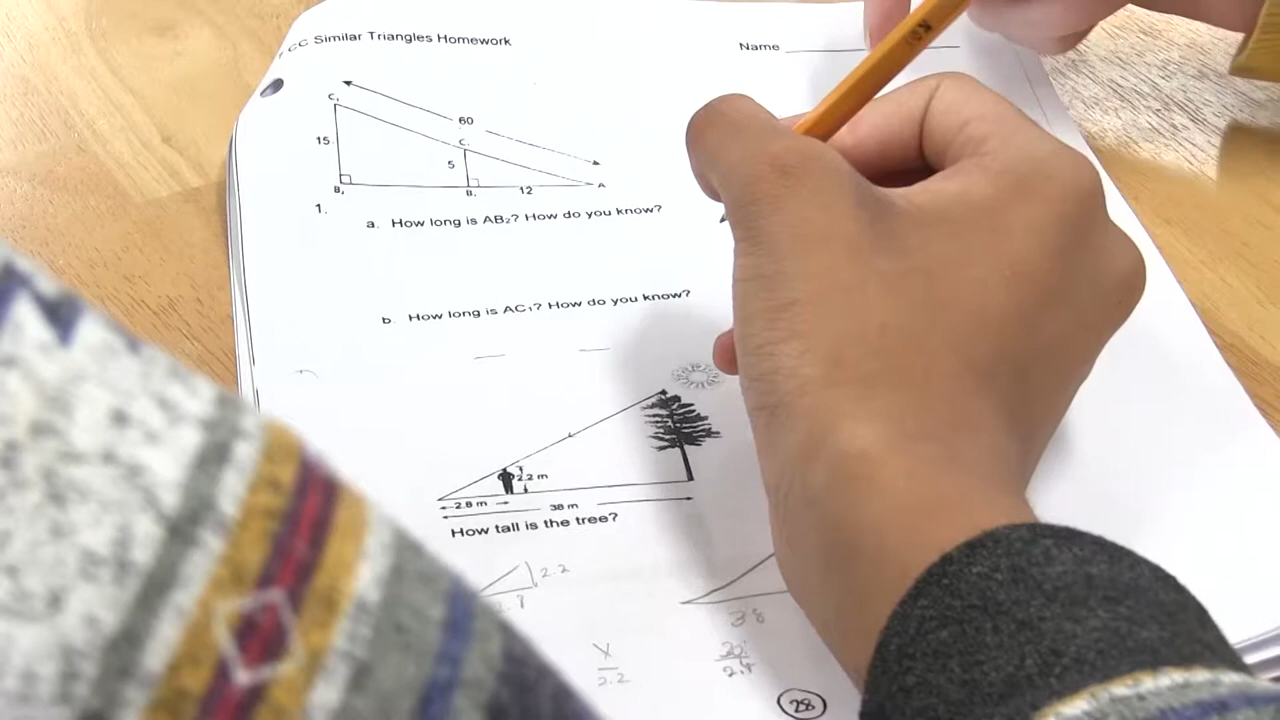 CC Similar Triangles Homework
Name
C₁
60
15
C.
5
B₁
B.
12
A
1.
a. How long is AB₂? How do you know?
b. How long is AC₁? How do you know?
2.2 m
2.8 m
38 m
How tall is the tree?
2.2
38
X
2.2
28